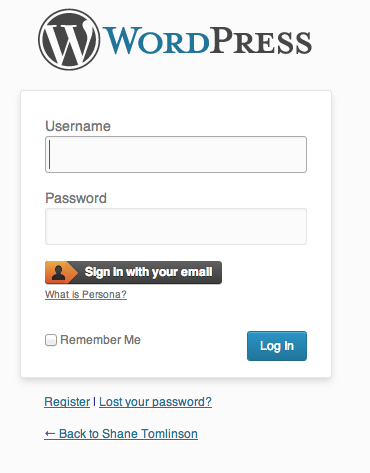 WORDPRESS
Username
Password
Sign in with your email
What is Persona?
Remember Me
Log In
Register | Lost your password?
← Back to Shane Tomlinson